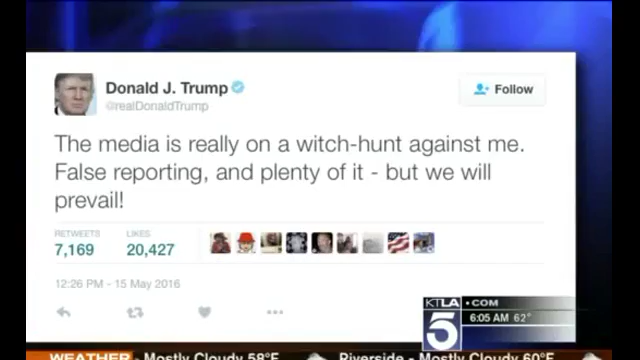 Donald J. Trump
@realDonaldTrump
Follow
The media is really on a witch-hunt against me.
False reporting, and plenty of it - but we will
prevail!
RETWEETS
LIKES
7,169
20,427
12:26 PM - 15 May 2016
KTLA
.COM
5
6:05 AM 62°
WEATHER - Mostly Cloudy 58°F Riverside - Mostly Cloudy 60°F